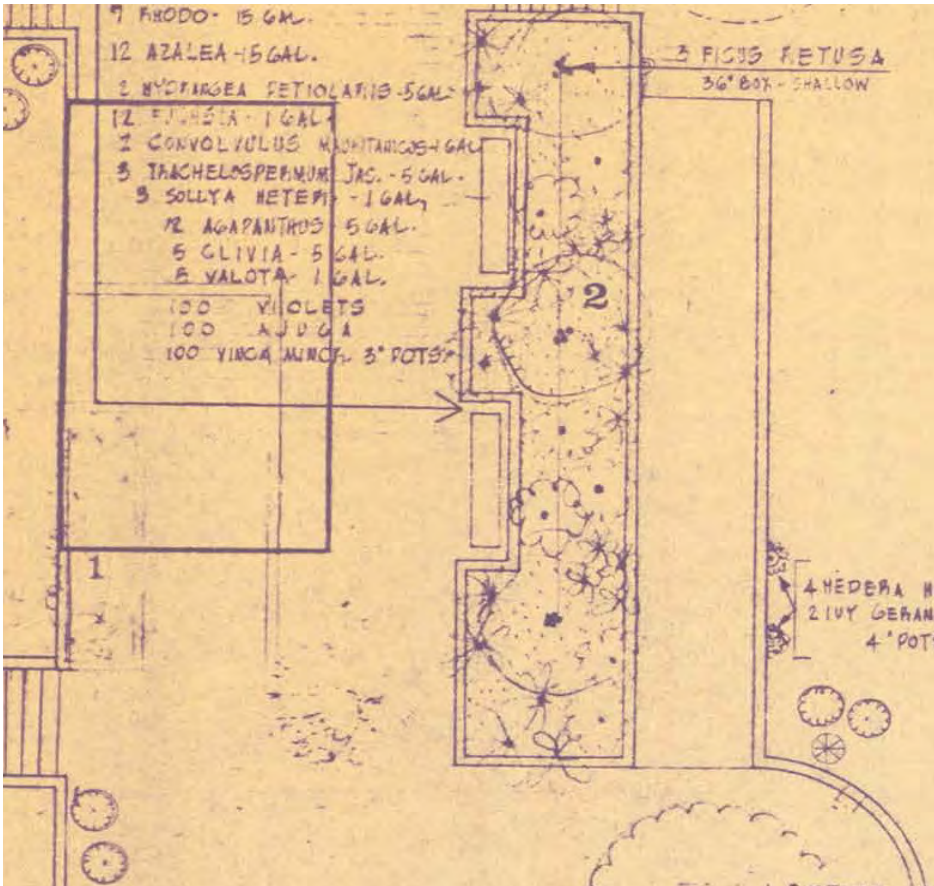 7 RHODO - 15 GAL.
12 AZALEA - 15 GAL.
2 HYDRANGEA PETIOLARIS - 5 GAL.
12 FUCHSIA - 1 GAL.
2 CONVOLVULUS MAURITANICUS - 1 GAL
3 TRACHELOSPERMUM JAS. - 5 GAL.
3 SOLLYA HETER. - 1 GAL.
12 AGAPANTHUS - 5 GAL.
5 CLIVIA - 5 GAL.
5 VALOTA - 1 GAL.
100 VIOLETS
100 AJUGA
100 VINCA MINOR 3" POTS
3 FICUS RETUSA
36" BOX - SHALLOW
2
1
4 HEDERA H
2 IVY GERAN
4" POTS